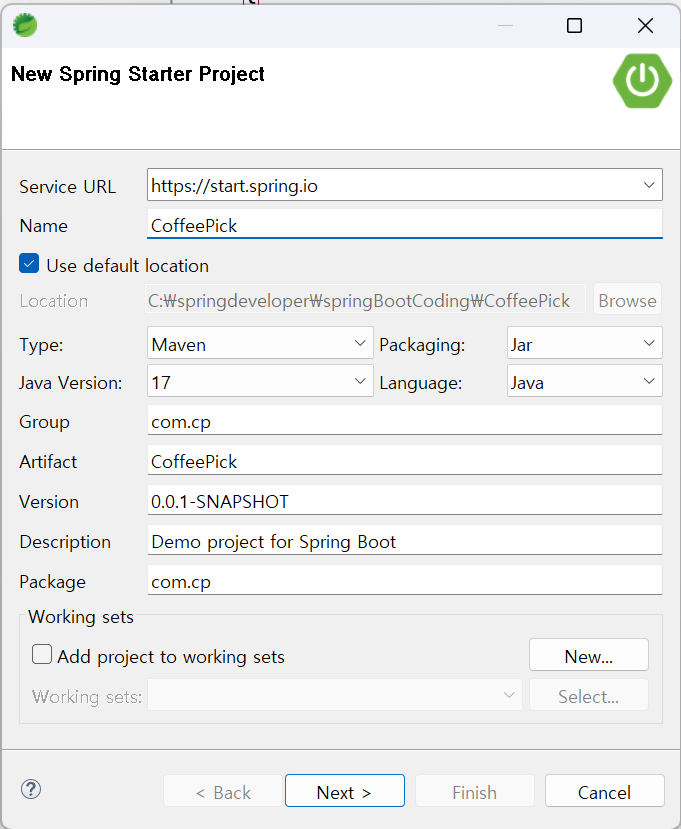 New Spring Starter Project
Service URL https://start.spring.io
Name CoffeePick
Use default location
Location C:₩springdeveloper₩springBootCoding₩CoffeePick Browse
Type: Maven Packaging: Jar
Java Version: 17 Language: Java
Group com.cp
Artifact CoffeePick
Version 0.0.1-SNAPSHOT
Description Demo project for Spring Boot
Package com.cp
Working sets
Add project to working sets New...
Working sets: Select...
? < Back Next > Finish Cancel